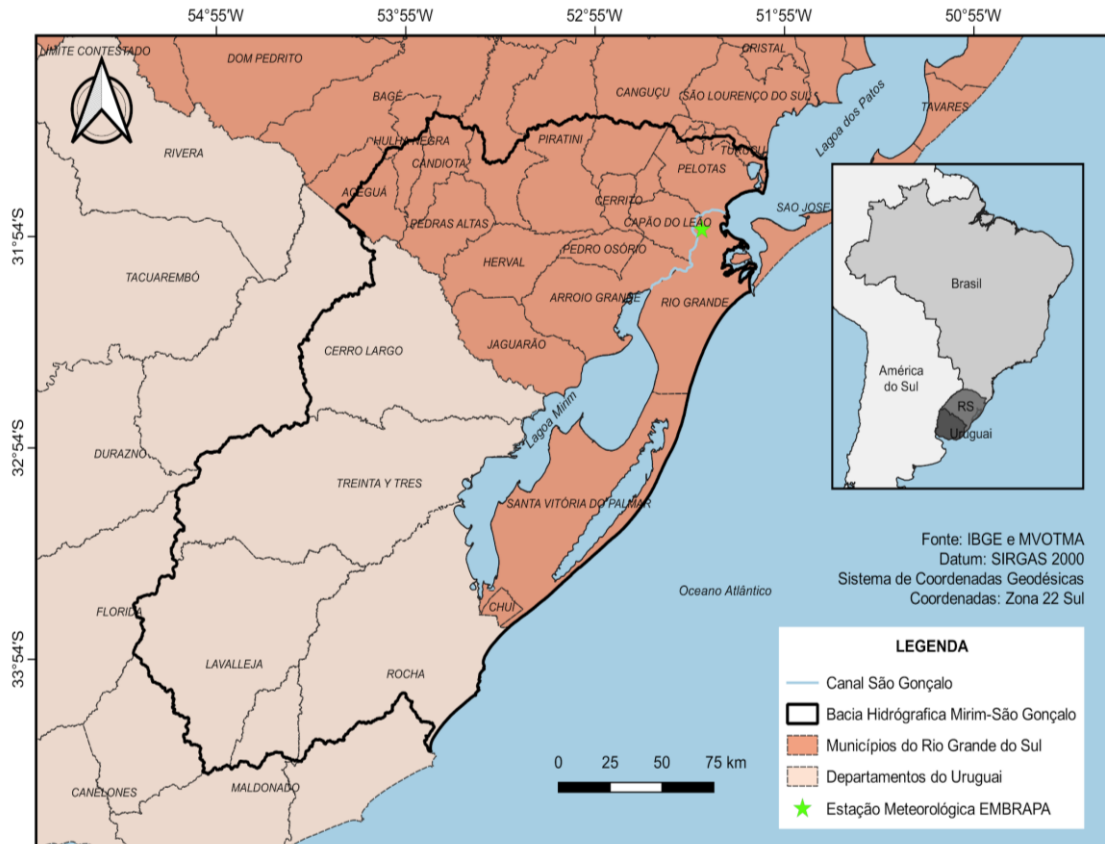 54°55'W
53°55'W
52°55'W
51°55'W
50°55'W
LIMITE CONTESTADO
DOM PEDRITO
CRISTAL
BAGÉ
CANGUÇU
SÃO LOURENÇO DO SUL
TAVARES
Lagoa dos Patos
RIVERA
HULHA NEGRA
PIRATINI
TURUÇU
CANDIOTA
PELOTAS
ACEGUÁ
CERRITO
SAO JOSE
31°54'S
PEDRAS ALTAS
CAPÃO DO LEÃO
TACUAREMBÓ
HERVAL
PEDRO OSÓRIO
Brasil
ARROIO GRANDE
RIO GRANDE
CERRO LARGO
JAGUARÃO
América
do Sul
RS
Uruguai
Lagoa Mirim
32°54'S
DURAZNO
TREINTA Y TRES
SANTA VITÓRIA DO PALMAR
Fonte: IBGE e MVOTMA
Datum: SIRGAS 2000
Sistema de Coordenadas Geodésicas
Coordenadas: Zona 22 Sul
Oceano Atlântico
FLORIDA
CHUÍ
33°54'S
LAVALLEJA
ROCHA
CANELONES
MALDONADO
0 25 50 75 km
LEGENDA
Canal São Gonçalo
Bacia Hidrógrafica Mirim-São Gonçalo
Municípios do Rio Grande do Sul
Departamentos do Uruguai
Estação Meteorológica EMBRAPA